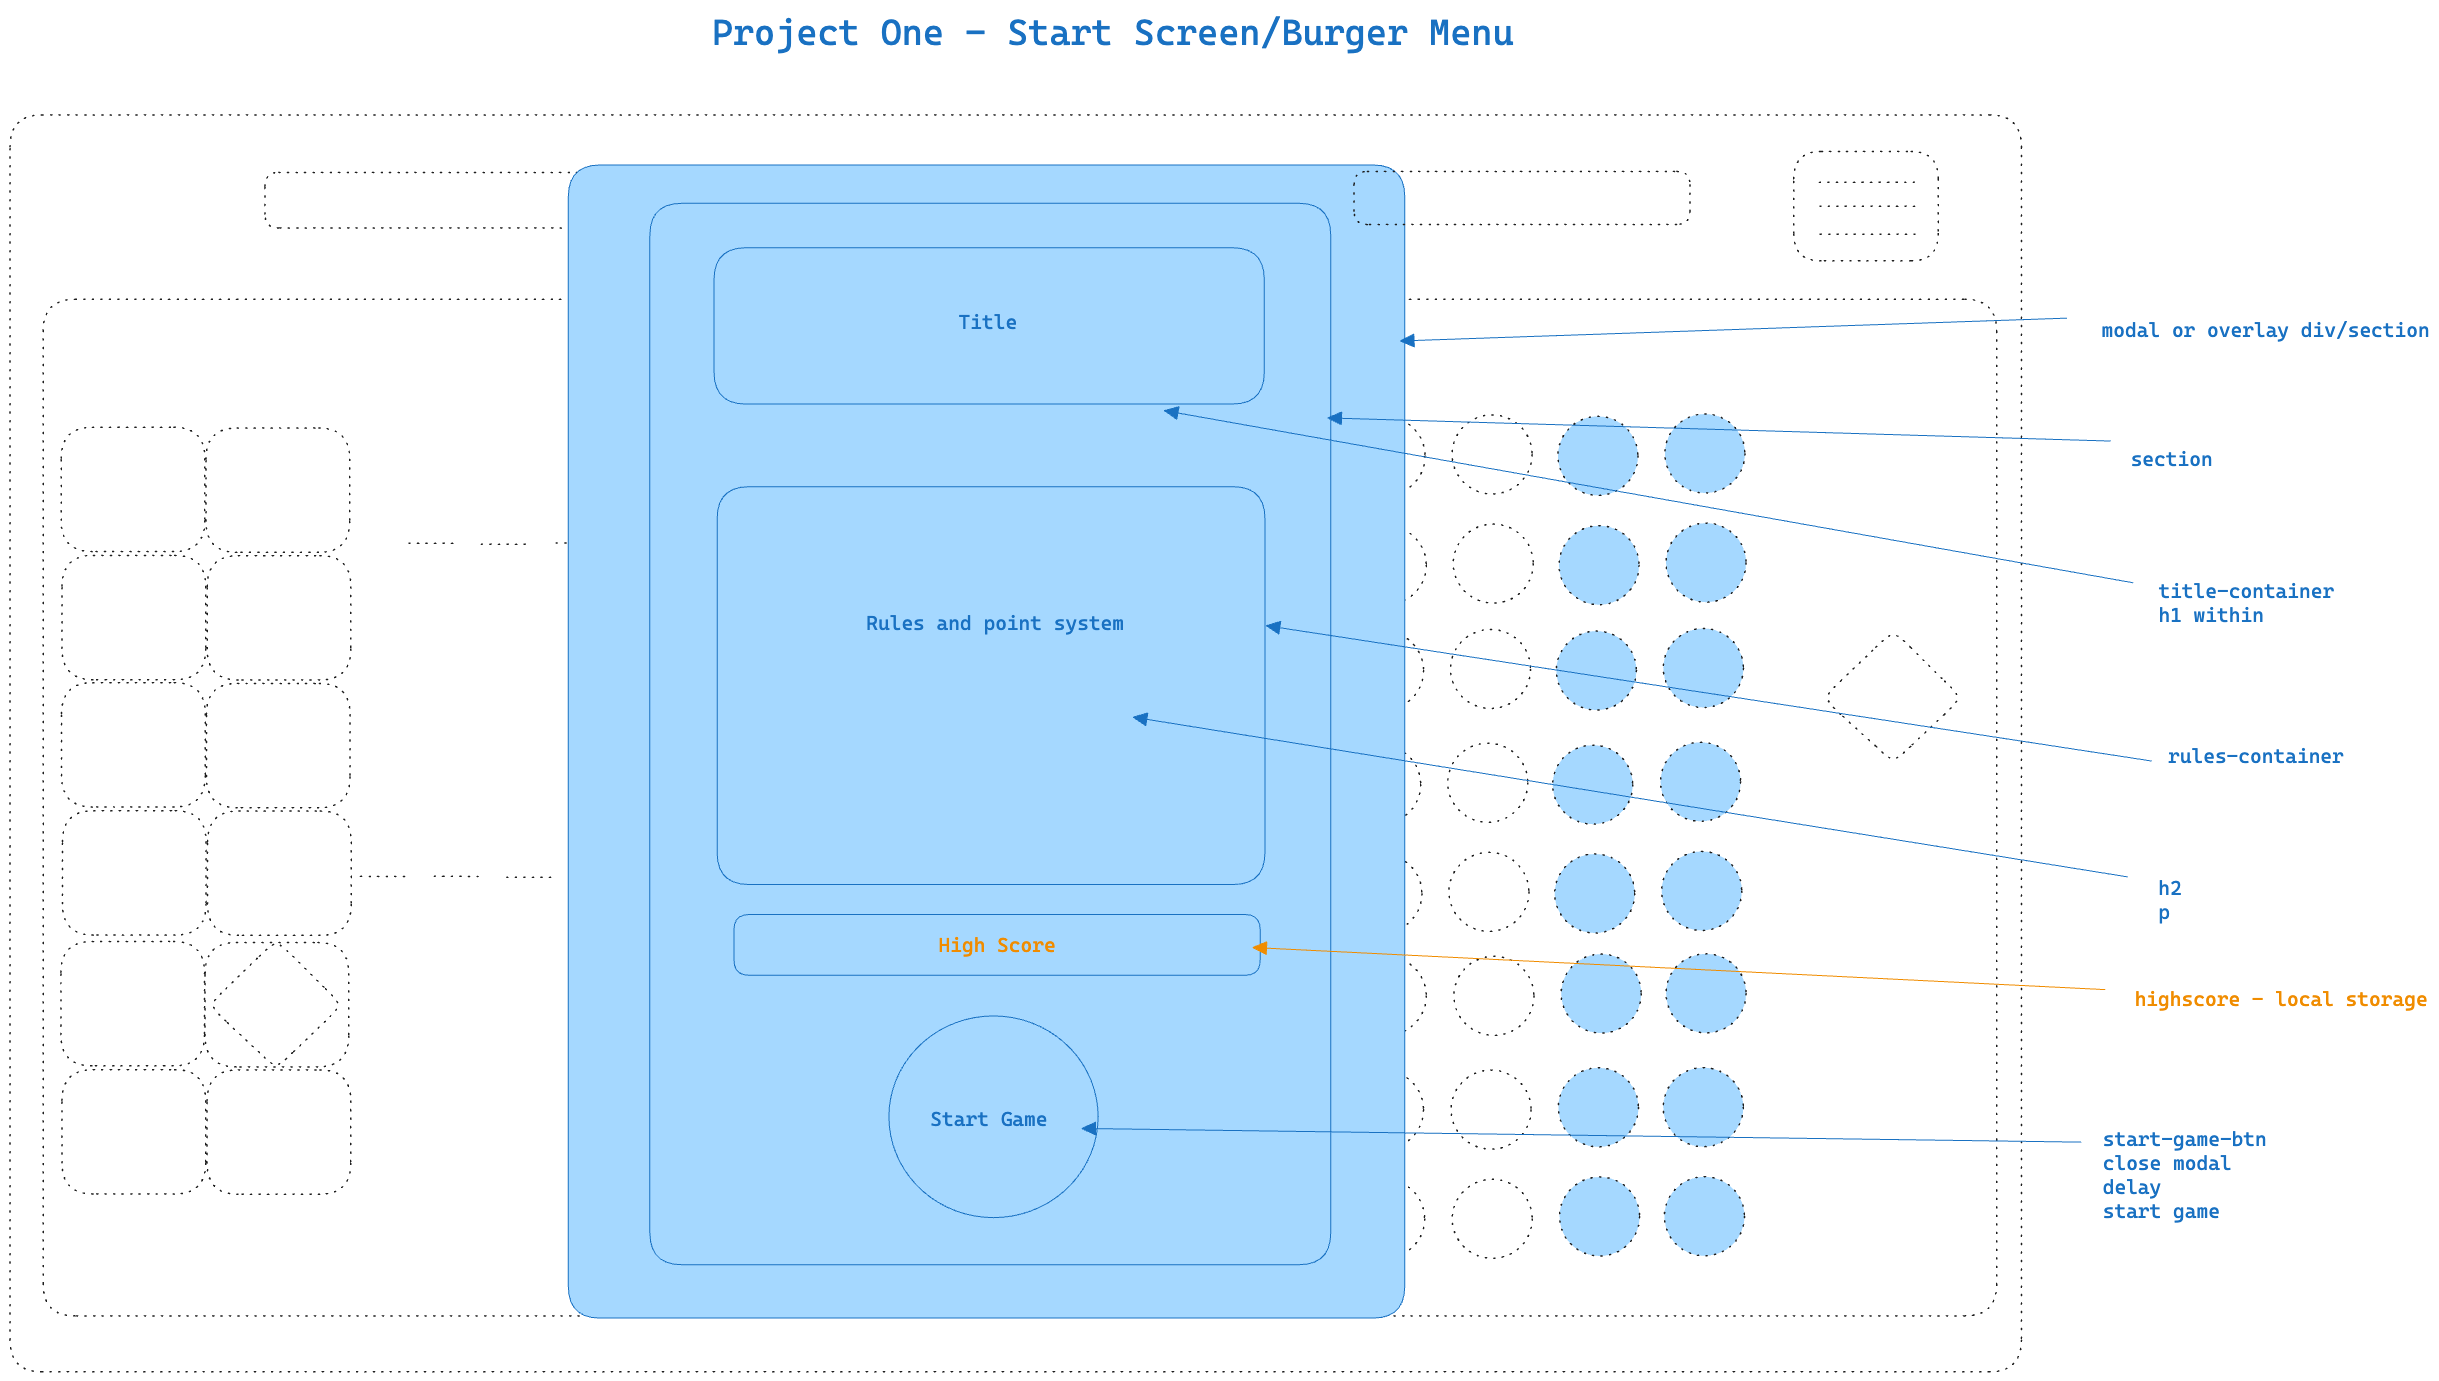 Project One - Start Screen/Burger Menu
Title
modal or overlay div/section
section
title-container
h1 within
Rules and point system
rules-container
h2
p
High Score
highscore - local storage
Start Game
start-game-btn
close modal
delay
start game